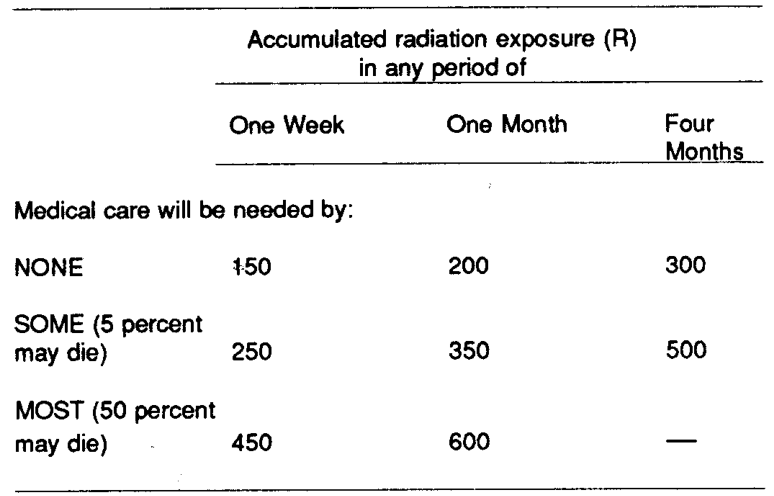 Accumulated radiation exposure (R)
in any period of
One Week One Month Four
Months
Medical care will be needed by:
NONE 150 200 300
SOME (5 percent
may die) 250 350 500
MOST (50 percent
may die) 450 600 —